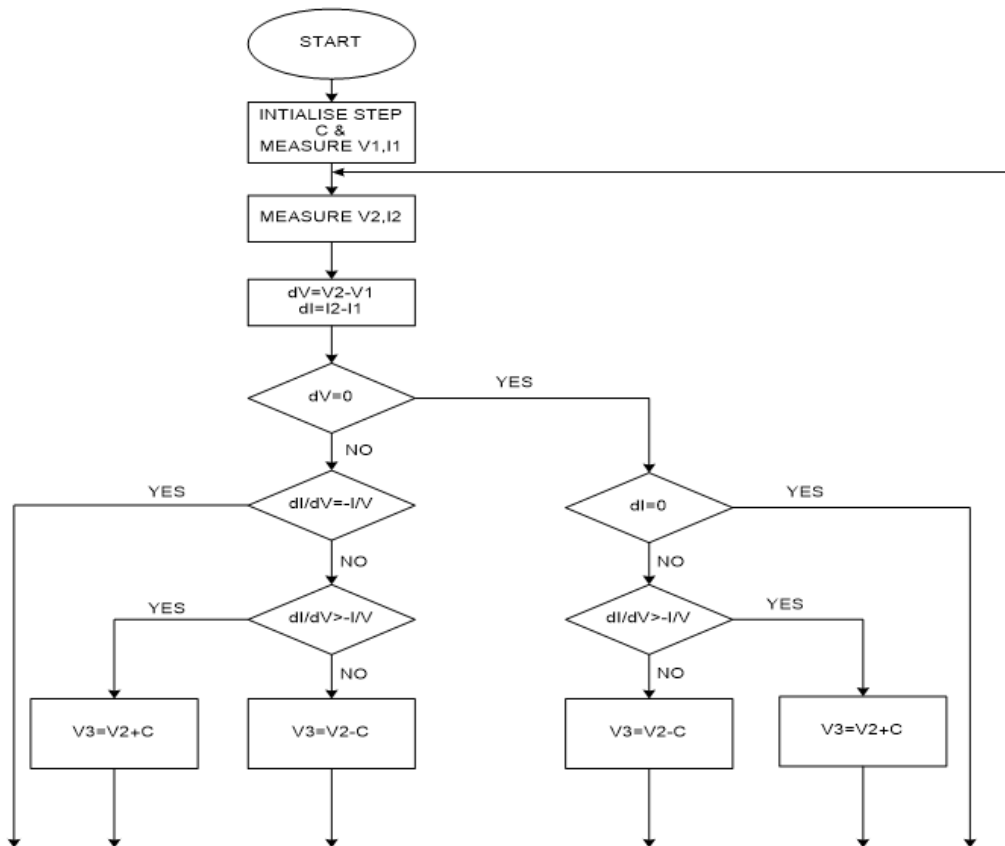 START
INTIALISE STEP
C &
MEASURE V1,I1
MEASURE V2,I2
dV=V2-V1
dI=I2-I1
dV=0
YES
NO
YES
dI/dV=-I/V
dI=0
YES
NO
NO
YES
dI/dV>-I/V
dI/dV>-I/V
YES
NO
NO
V3=V2+C
V3=V2-C
V3=V2-C
V3=V2+C